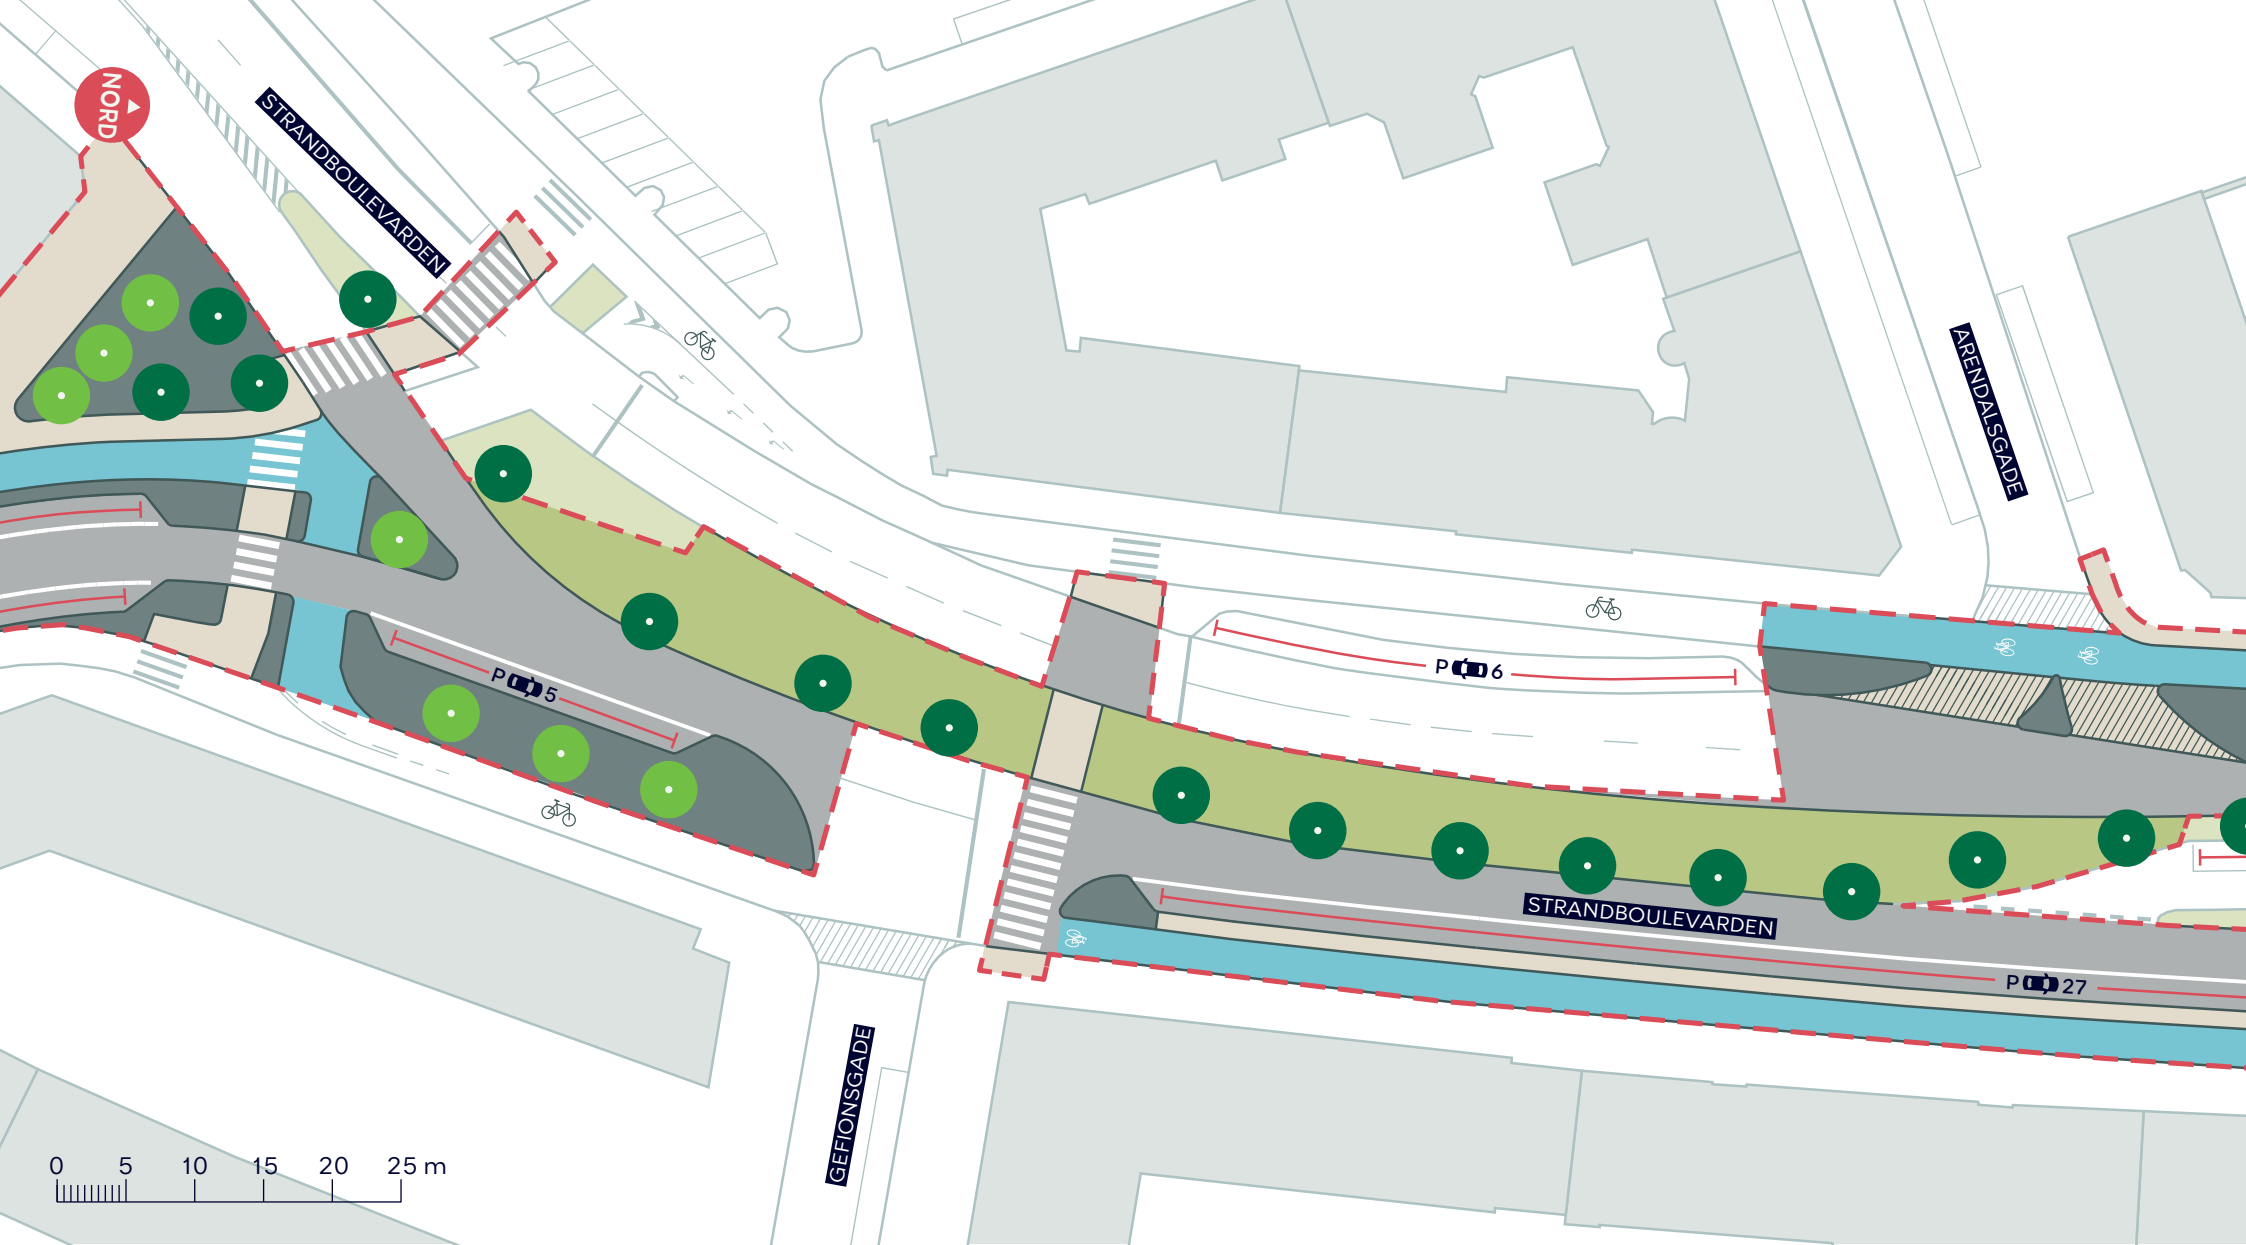 NORD
STRANDBOULEVARDEN
ARENDALSGADE
P 6
P 5
STRANDBOULEVARDEN
P 27
GEFIONSGADE
0 5 10 15 20 25 m